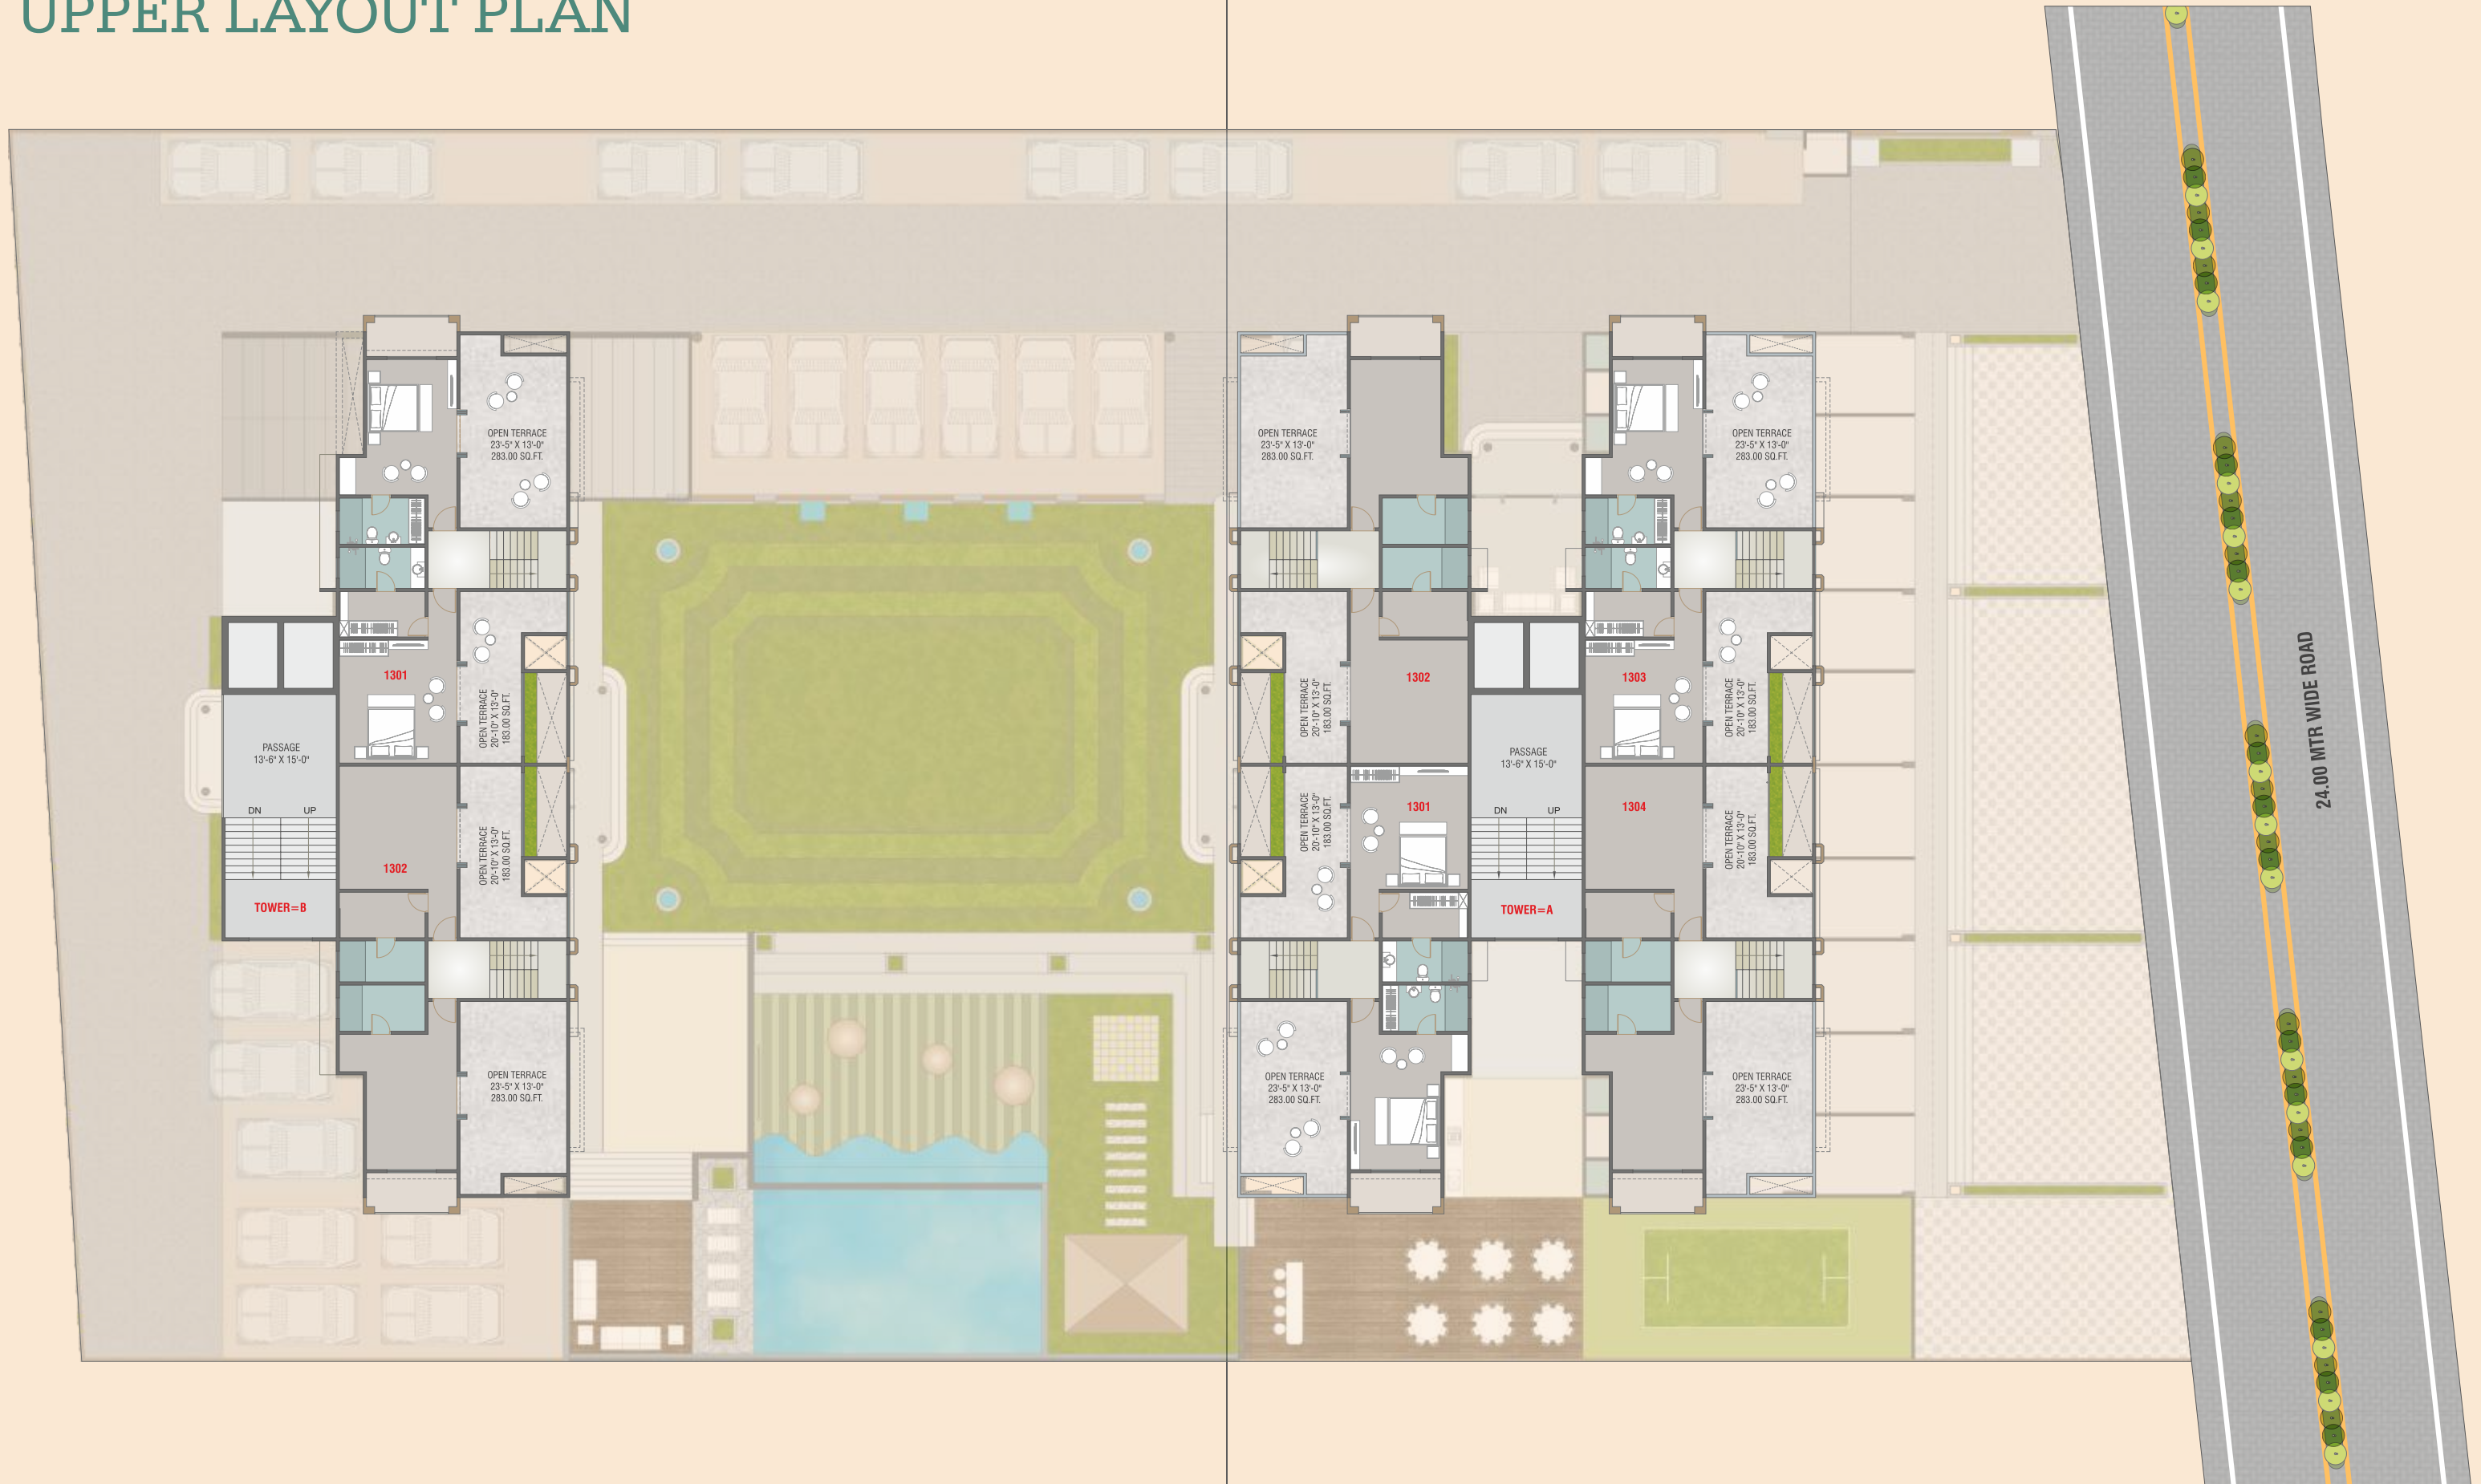 UPPER LAYOUT PLAN
OPEN TERRACE
23'-5" X 13'-0"
283.00 SQ.FT.
OPEN TERRACE
23'-5" X 13'-0"
283.00 SQ.FT.
OPEN TERRACE
23'-5" X 13'-0"
283.00 SQ.FT.
1301
OPEN TERRACE
20'-10" X 13'-0"
183.00 SQ.FT.
OPEN TERRACE
20'-10" X 13'-0"
183.00 SQ.FT.
1302
1303
OPEN TERRACE
20'-10" X 13'-0"
183.00 SQ.FT.
24.00 MTR WIDE ROAD
PASSAGE
13'-6" X 15'-0"
DN UP
PASSAGE
13'-6" X 15'-0"
DN UP
OPEN TERRACE
20'-10" X 13'-0"
183.00 SQ.FT.
1301
1304
OPEN TERRACE
20'-10" X 13'-0"
183.00 SQ.FT.
1302
OPEN TERRACE
20'-10" X 13'-0"
183.00 SQ.FT.
TOWER=B
TOWER=A
OPEN TERRACE
23'-5" X 13'-0"
283.00 SQ.FT.
OPEN TERRACE
23'-5" X 13'-0"
283.00 SQ.FT.
OPEN TERRACE
23'-5" X 13'-0"
283.00 SQ.FT.